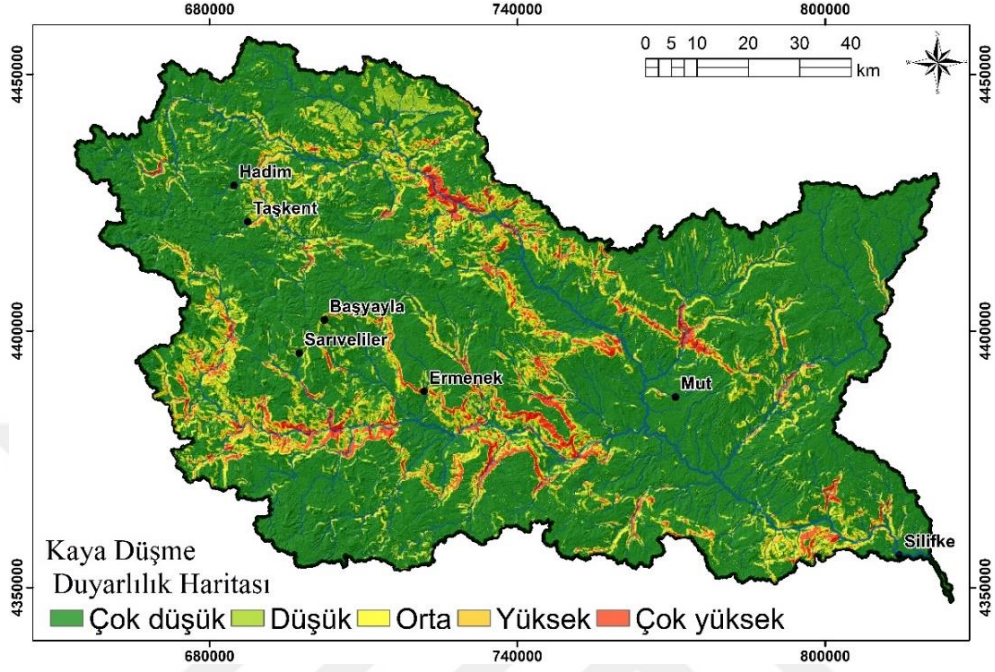 680000 740000 800000
0 5 10 20 30 40
km
4450000 4450000
Hadim
Taşkent
Başyayla
4400000 4400000
Sarıveliler
Ermenek
Mut
Silifke
Kaya Düşme
Duyarlılık Haritası
4350000 4350000
Çok düşük Düşük Orta Yüksek Çok yüksek
680000 740000 800000